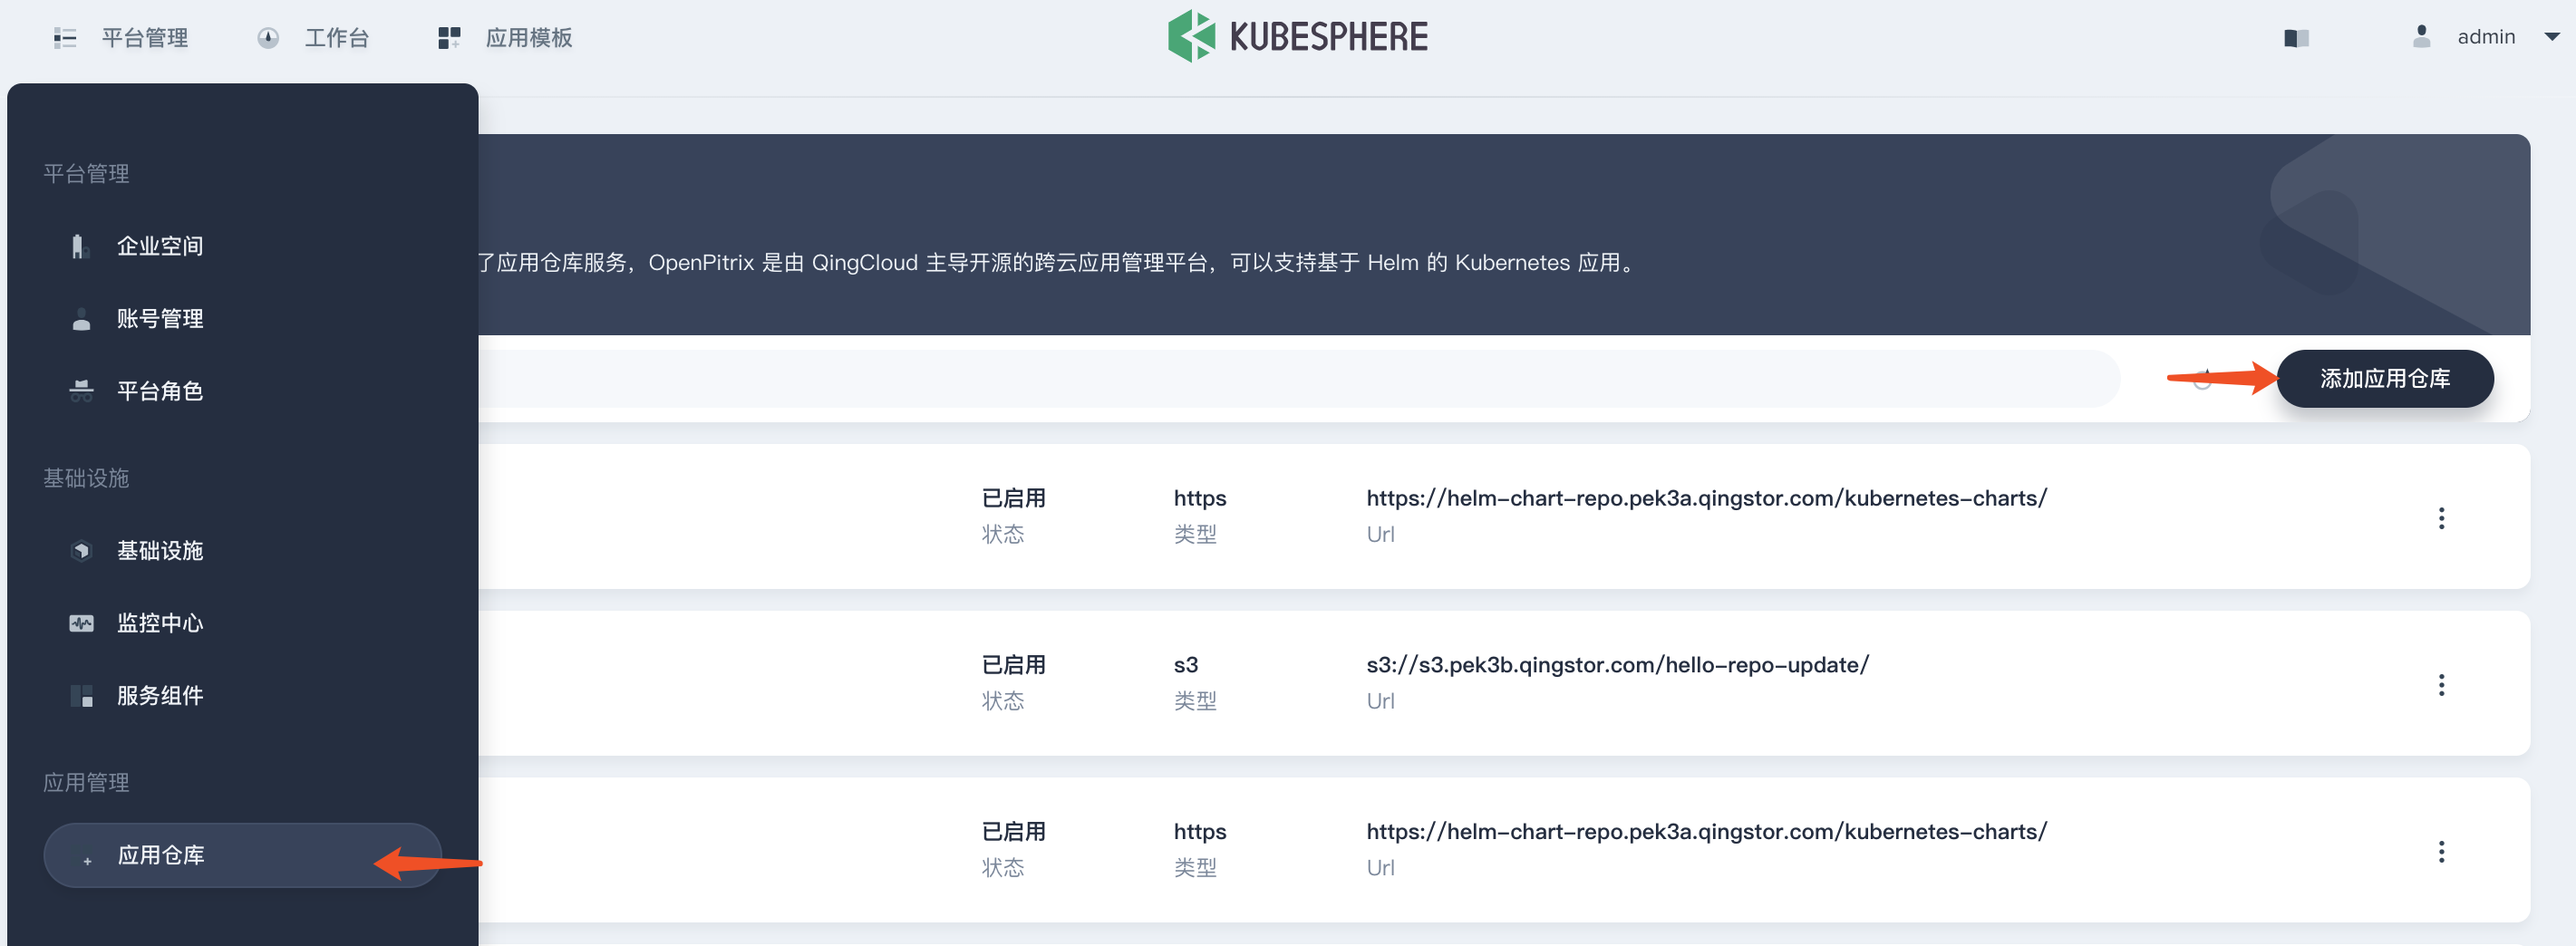 平台管理
工作台
应用模板
KUBESPHERE
admin
平台管理
企业空间
账号管理
平台角色
基础设施
基础设施
监控中心
服务组件
应用管理
应用仓库
了应用仓库服务，OpenPitrix 是由 QingCloud 主导开源的跨云应用管理平台，可以支持基于 Helm 的 Kubernetes 应用。
添加应用仓库
已启用 https https://helm-chart-repo.pek3a.qingstor.com/kubernetes-charts/
状态 类型 Url
已启用 s3 s3://s3.pek3b.qingstor.com/hello-repo-update/
状态 类型 Url
已启用 https https://helm-chart-repo.pek3a.qingstor.com/kubernetes-charts/
状态 类型 Url